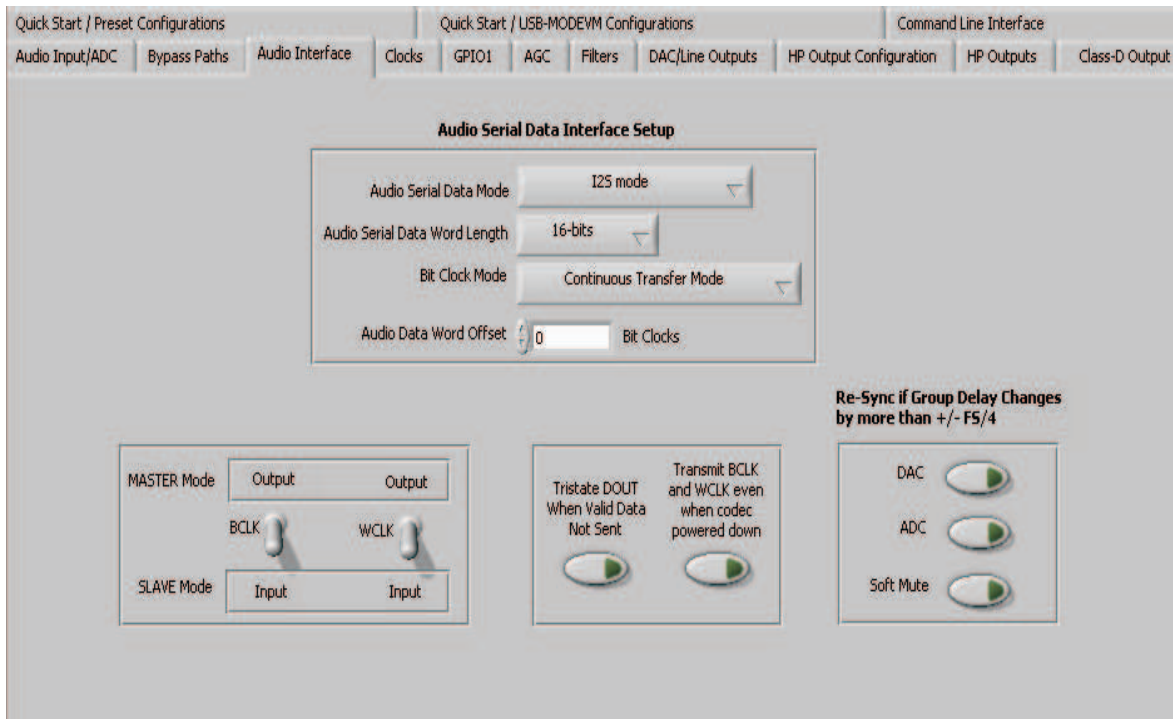 Quick Start / Preset Configurations
Quick Start / USB-MODEVM Configurations
Command Line Interface
Audio Input/ADC
Bypass Paths
Audio Interface
Clocks
GPIO1
AGC
Filters
DAC/Line Outputs
HP Output Configuration
HP Outputs
Class-D Output
Audio Serial Data Interface Setup
Audio Serial Data Mode
I2S mode
Audio Serial Data Word Length
16-bits
Bit Clock Mode
Continuous Transfer Mode
Audio Data Word Offset
0
Bit Clocks
MASTER Mode
Output
Output
BCLK
WCLK
SLAVE Mode
Input
Input
Tristate DOUT
When Valid Data
Not Sent
Transmit BCLK
and WCLK even
when codec
powered down
Re-Sync if Group Delay Changes
by more than +/- FS/4
DAC
ADC
Soft Mute